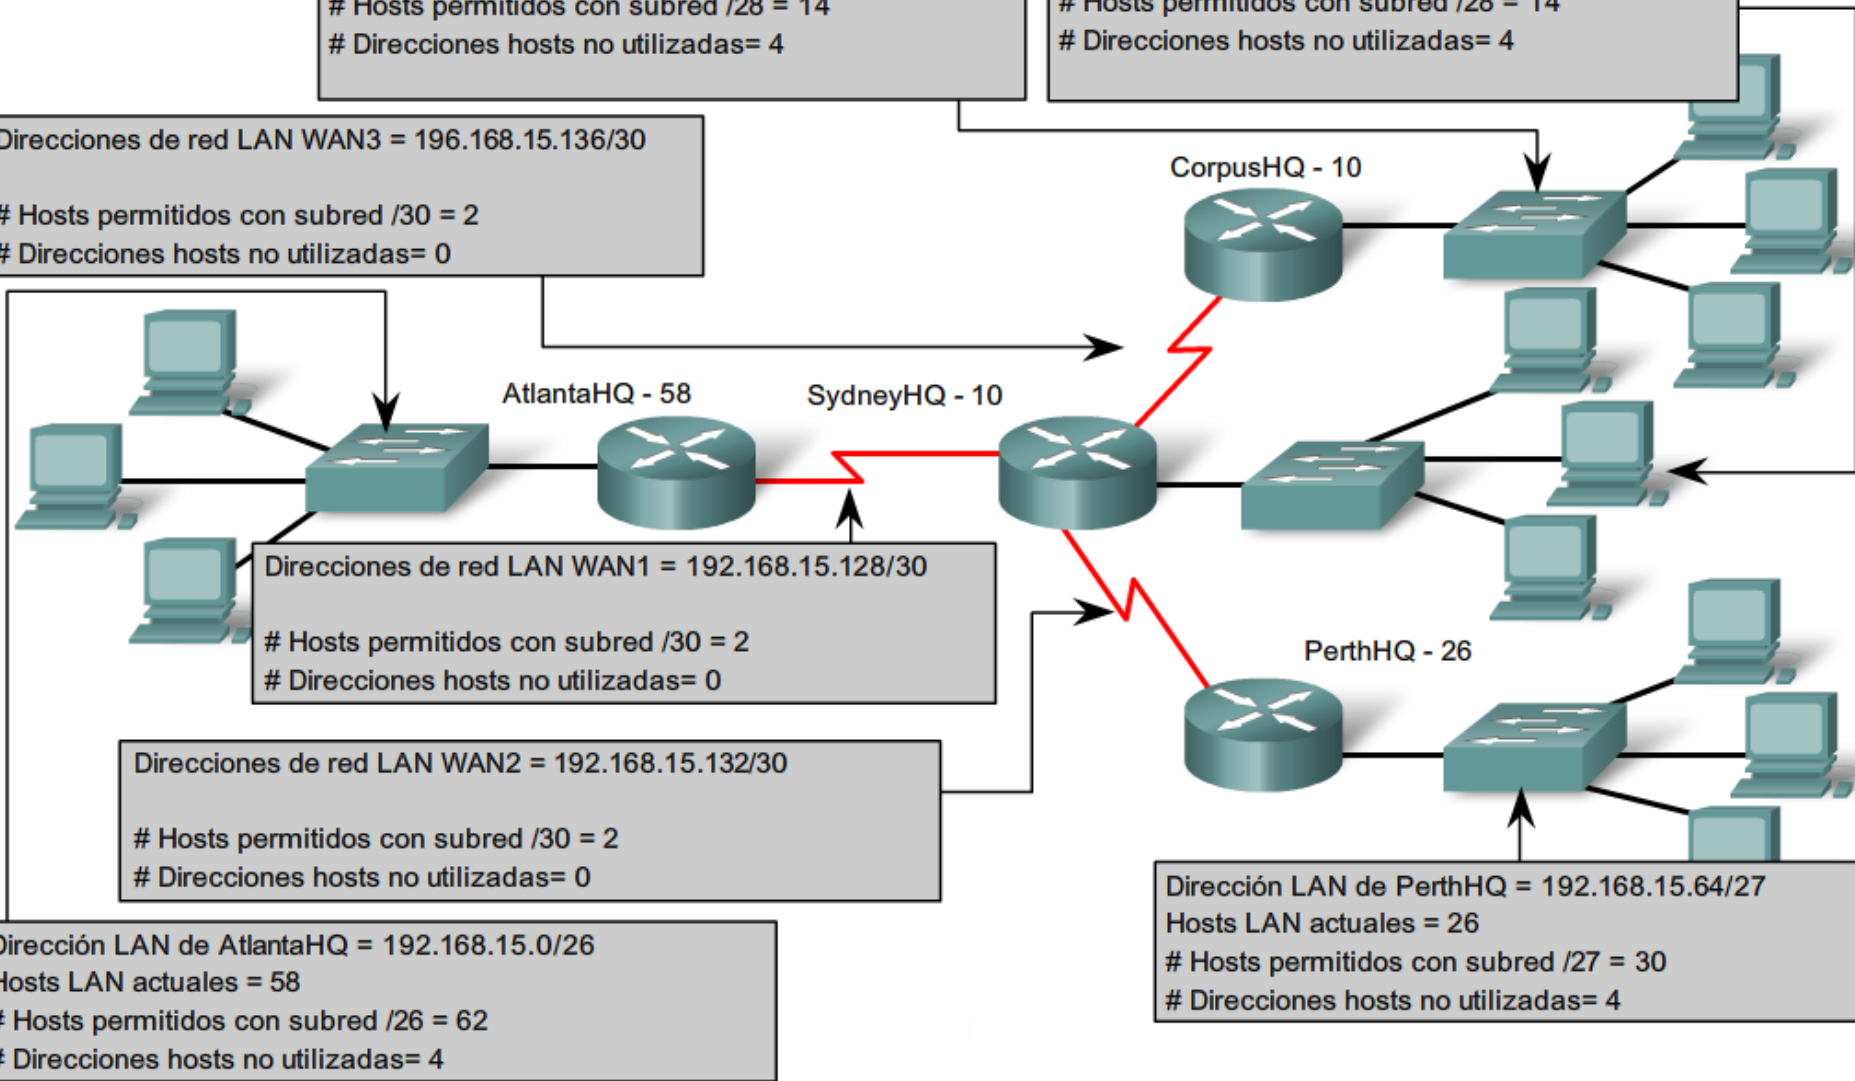 # Hosts permitidos con subred /28 = 14
# Direcciones hosts no utilizadas= 4
# Hosts permitidos con subred /28 = 14
# Direcciones hosts no utilizadas= 4
Direcciones de red LAN WAN3 = 196.168.15.136/30
# Hosts permitidos con subred /30 = 2
# Direcciones hosts no utilizadas= 0
CorpusHQ - 10
AtlantaHQ - 58
SydneyHQ - 10
Direcciones de red LAN WAN1 = 192.168.15.128/30
# Hosts permitidos con subred /30 = 2
# Direcciones hosts no utilizadas= 0
PerthHQ - 26
Direcciones de red LAN WAN2 = 192.168.15.132/30
# Hosts permitidos con subred /30 = 2
# Direcciones hosts no utilizadas= 0
Dirección LAN de PerthHQ = 192.168.15.64/27
Hosts LAN actuales = 26
# Hosts permitidos con subred /27 = 30
# Direcciones hosts no utilizadas= 4
Dirección LAN de AtlantaHQ = 192.168.15.0/26
Hosts LAN actuales = 58
# Hosts permitidos con subred /26 = 62
# Direcciones hosts no utilizadas= 4